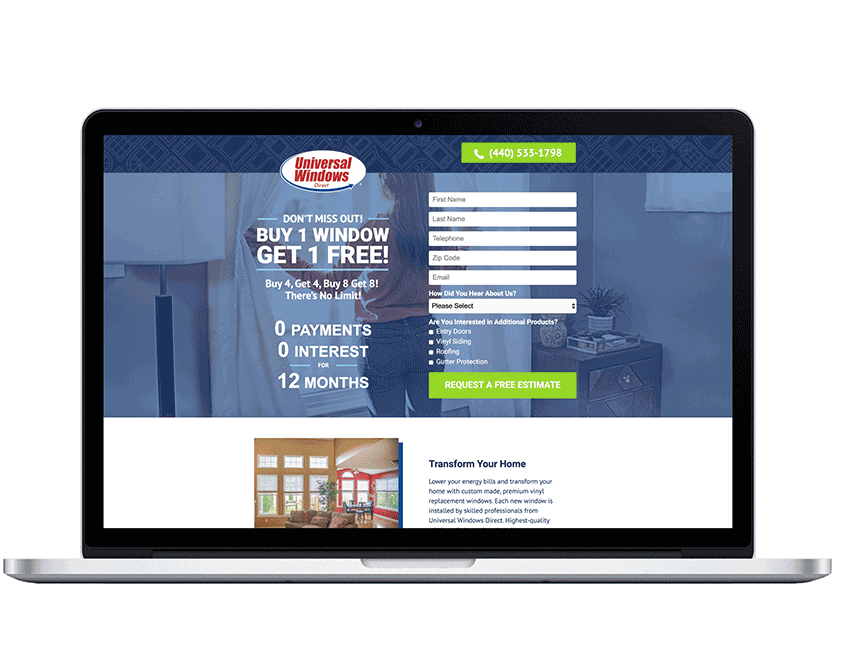 (440) 533-1798
Universal
Windows
Direct
DON'T MISS OUT!
BUY 1 WINDOW
GET 1 FREE!
Buy 4, Get 4, Buy 8 Get 8!
There's No Limit!
0 PAYMENTS
0 INTEREST
FOR
12 MONTHS
First Name
Last Name
Telephone
Zip Code
Email
How Did You Hear About Us?
Please Select
Are You Interested in Additional Products?
Entry Doors
Vinyl Siding
Roofing
Gutter Protection
REQUEST A FREE ESTIMATE
Transform Your Home
Lower your energy bills and transform your
home with custom made, premium vinyl
replacement windows. Each new window is
installed by skilled professionals from
Universal Windows Direct. Highest-quality